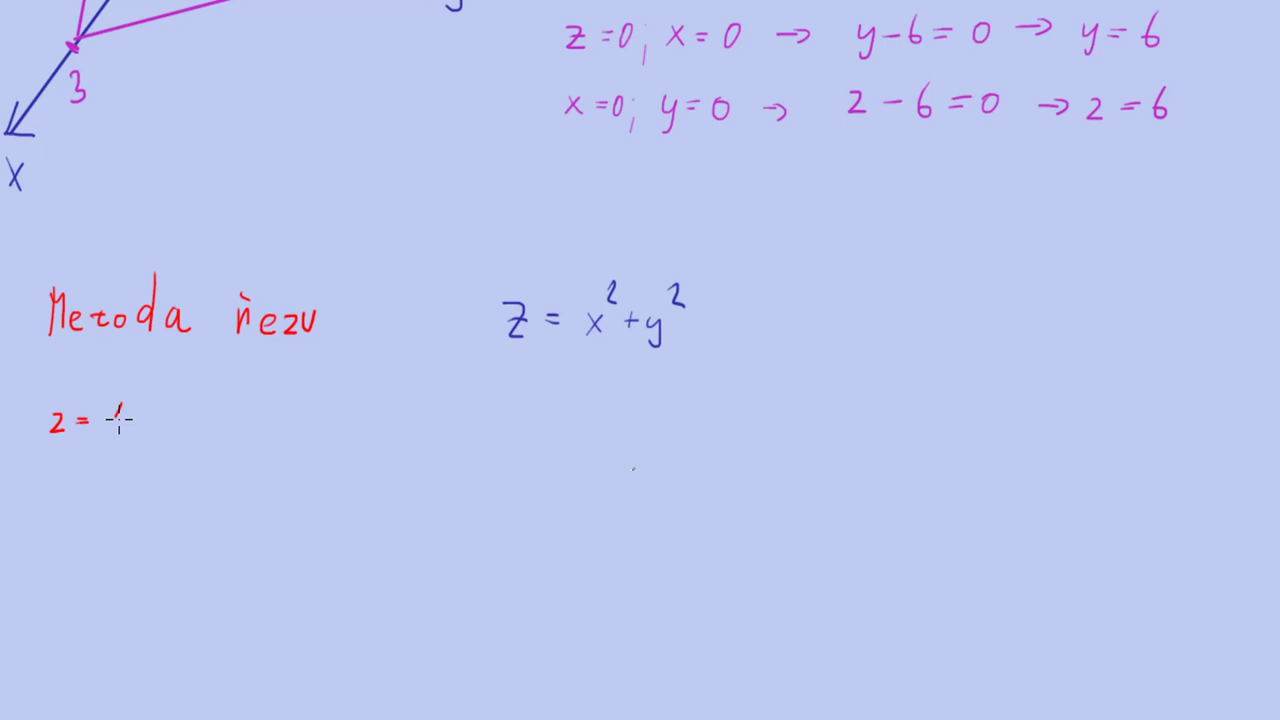 z = 0; x = 0 → y - 6 = 0 → y = 6
x = 0; y = 0 → z - 6 = 0 → z = 6
3
X
Metoda řezu z = x² + y²
z =